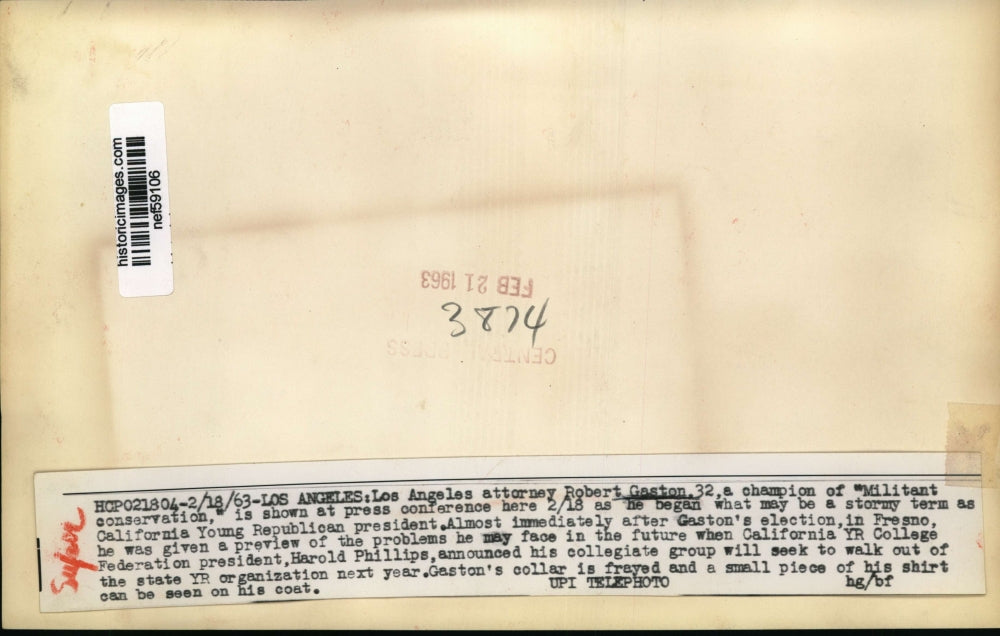 historicimages.com
nef59106
FEB 21 1963
3874
CENTRAL PRESS
HCP021804-2/18/63-LOS ANGELES:Los Angeles attorney Robert Gaston,32,a champion of "Militant
conservation," is shown at press conference here 2/18 as he began what may be a stormy term as
California Young Republican president.Almost immediately after Gaston's election,in Fresno,
he was given a preview of the problems he may face in the future when California YR College
Federation president,Harold Phillips,announced his collegiate group will seek to walk out of
the state YR organization next year.Gaston's collar is frayed and a small piece of his shirt
can be seen on his coat. UPI TELEPHOTO hg/bf